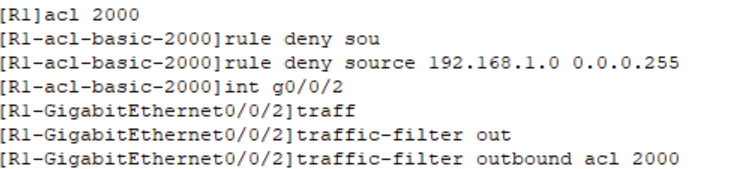 [R1]acl 2000
[R1-acl-basic-2000]rule deny sou
[R1-acl-basic-2000]rule deny source 192.168.1.0 0.0.0.255
[R1-acl-basic-2000]int g0/0/2
[R1-GigabitEthernet0/0/2]traff
[R1-GigabitEthernet0/0/2]traffic-filter out
[R1-GigabitEthernet0/0/2]traffic-filter outbound acl 2000